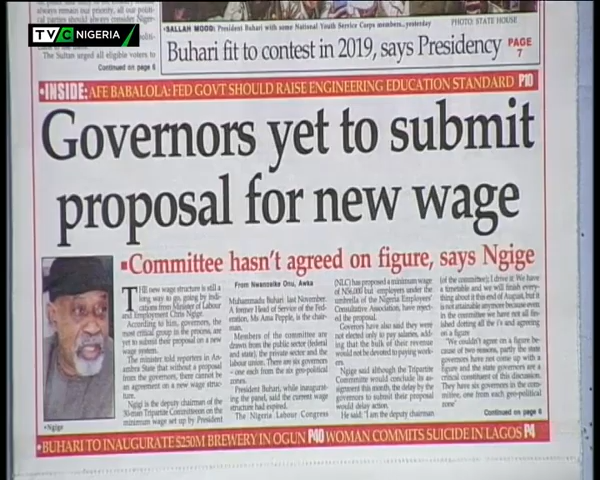 always remain our priority, all our poli-
tical parties should always consider Niger-
The Sultan urged all eligible voters to
Continued on page 6
TVC NIGERIA
•SALLAH MOOD: President Buhari with some National Youth Service Corps members...yesterday
PHOTO: STATE HOUSE
Buhari fit to contest in 2019, says Presidency PAGE 7
•INSIDE: AFE BABALOLA: FED GOVT SHOULD RAISE ENGINEERING EDUCATION STANDARD P10
Governors yet to submit
proposal for new wage
▪Committee hasn't agreed on figure, says Ngige
•Ngige
THE new wage structure is still a
long way to go, going by indi-
cations from Minister of Labour
and Employment Chris Ngige.
According to him, governors, the
most critical group in the process, are
yet to submit their proposal on a new
wage system.
The minister told reporters in An-
ambra State that without a proposal
from the governors, there cannot be
an agreement on a new wage struc-
ture.
Ngige is the deputy chairman of the
30-man Tripartite Committee on the
minimum wage set up by President
From Nwanosike Onu, Awka
Muhammadu Buhari last November.
A former Head of Service of the Fed-
eration, Ms Ama Pepple, is the chair-
man.
Members of the committee are
drawn from the public sector (federal
and state), the private sector and the
labour union. There are six governors
– one each from the six geo-political
zones.
President Buhari, while inaugurat-
ing the panel, said the current wage
structure had expired.
The Nigeria Labour Congress
(NLC) has proposed a minimum wage
of N56,000 but employers under the
umbrella of the Nigeria Employers'
Consultative Association, have reject-
ed the proposal.
Governors have also said they were
not elected only to pay salaries, add-
ing that the bulk of their revenue
would not be devoted to paying work-
ers.
Ngige said although the Tripartite
Committee would conclude its as-
signment this month, the delay by the
governors to submit their proposal
would delay action.
He said: "I am the deputy chairman
(of the committee); I drive it. We have
a timetable and we will finish every-
thing about it this end of August, but it is
not attainable anymore because even
in the committee we have not all fin-
ished dotting all the i's and agreeing
on a figure
"We couldn't agree on a figure be-
cause of two reasons, partly the state
governors have not come up with a
figure and the state governors are a
critical constituent of this discussion.
They have six governors in the com-
mittee, one from each geo-political
zone"
Continued on page 6
•BUHARI TO INAUGURATE $250M BREWERY IN OGUN P40 WOMAN COMMITS SUICIDE IN LAGOS P4